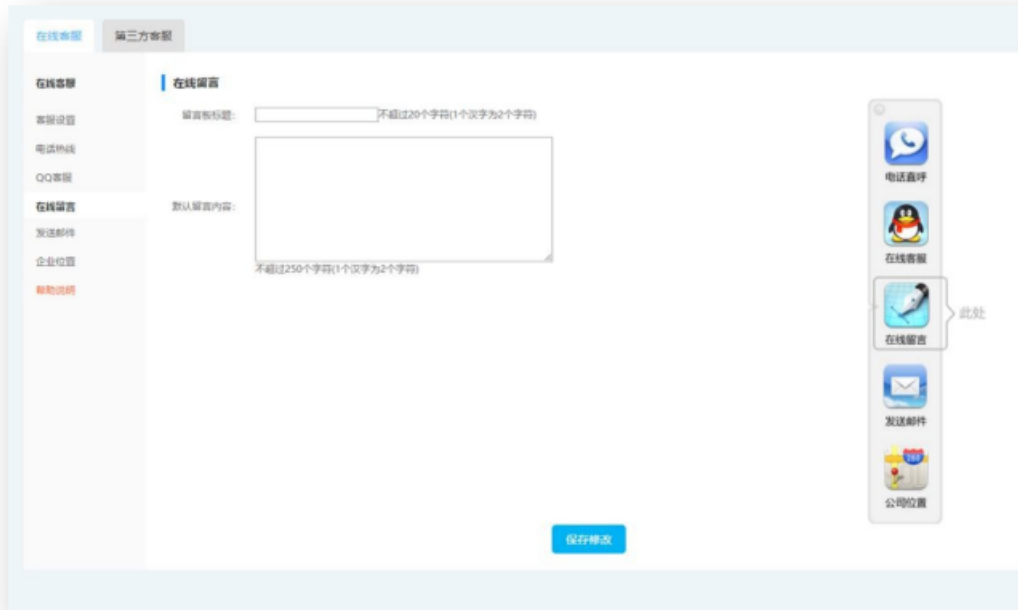 在线客服
第三方客服
在线客服
客服设置
电话热线
QQ客服
在线留言
发送邮件
企业位置
帮助说明
在线留言
留言板标题：
不超过20个字符(1个汉字为2个字符)
默认留言内容：
不超过250个字符(1个汉字为2个字符)
电话直呼
在线客服
在线留言
此处
发送邮件
280
公司位置
保存修改